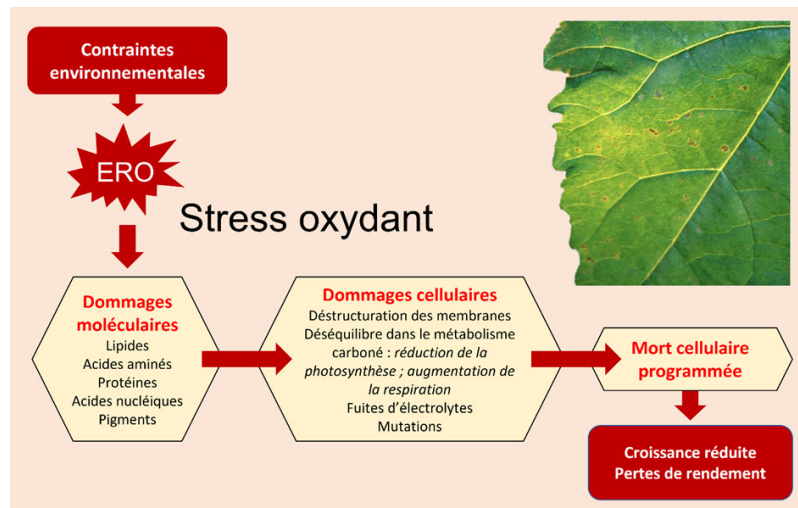 Contraintes
environnementales
ERO
Stress oxydant
Dommages
moléculaires
Lipides
Acides aminés
Protéines
Acides nucléiques
Pigments
Dommages cellulaires
Déstructuration des membranes
Déséquilibre dans le métabolisme
carboné : réduction de la
photosynthèse ; augmentation de
la respiration
Fuites d’électrolytes
Mutations
Mort cellulaire
programmée
Croissance réduite
Pertes de rendement